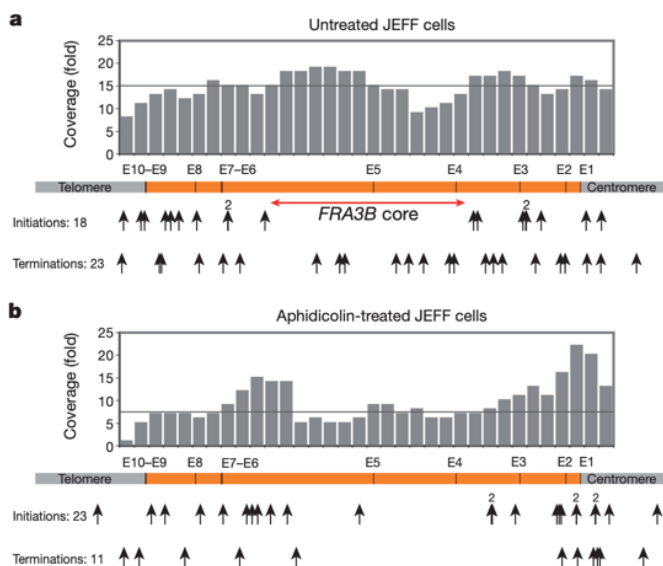 a
Untreated JEFF cells
Coverage (fold)
25
20
15
10
5
0
E10–E9 E8 E7–E6 E5 E4 E3 E2 E1
Telomere Centromere
2 FRA3B core 2
Initiations: 18
Terminations: 23
b
Aphidicolin-treated JEFF cells
Coverage (fold)
25
20
15
10
5
0
E10–E9 E8 E7–E6 E5 E4 E3 E2 E1
Telomere Centromere
2 2 2
Initiations: 23
Terminations: 11